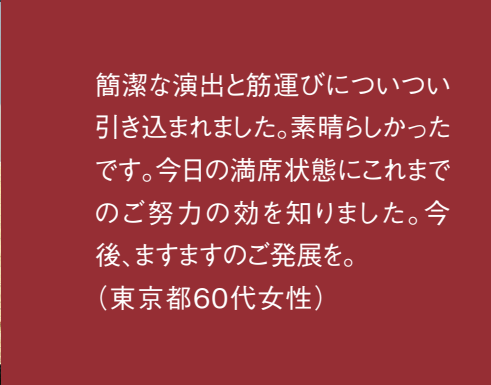 簡潔な演出と筋運びについつい
引き込まれました。素晴らしかった
です。今日の満席状態にこれまで
のご努力の効を知りました。今
後、ますますのご発展を。
（東京都60代女性）